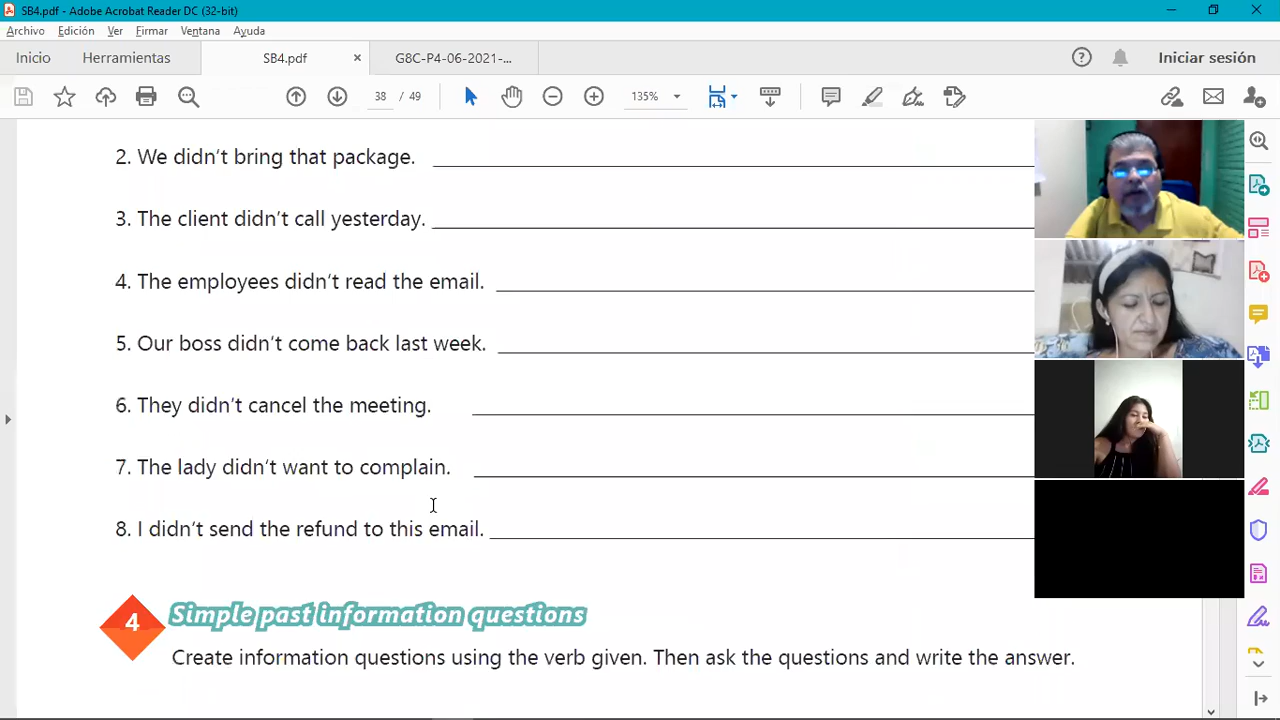 SB4.pdf - Adobe Acrobat Reader DC (32-bit)
Archivo Edición Ver Firmar Ventana Ayuda
Inicio Herramientas SB4.pdf × G8C-P4-06-2021-... Iniciar sesión
38 / 49 135%
2. We didn't bring that package.
3. The client didn't call yesterday.
4. The employees didn't read the email.
5. Our boss didn't come back last week.
6. They didn't cancel the meeting.
7. The lady didn't want to complain.
8. I didn't send the refund to this email.
4 Simple past information questions
Create information questions using the verb given. Then ask the questions and write the answer.